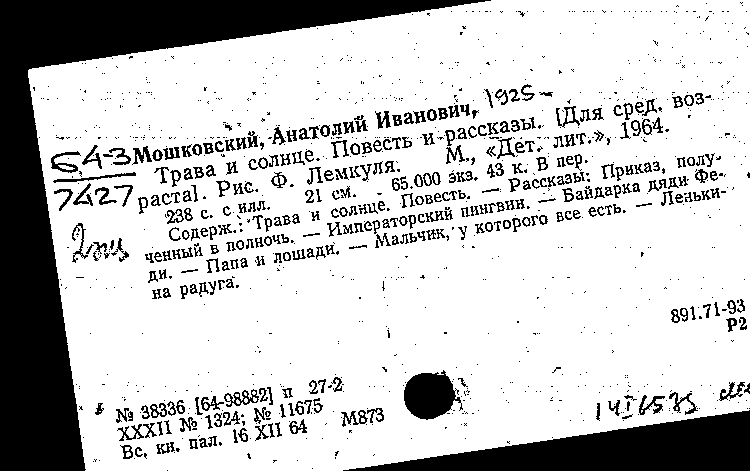 Б4-3
7427
2 экз
Мошковский, Анатолий Иванович, 1925-
Трава и солнце. Повесть и рассказы. [Для сред. воз-
раста]. Рис. Ф. Лемкуля. М., «Дет. лит.», 1964.
238 с. с илл. 21 см. 65.000 экз. 43 к. В пер.
Содерж.: Трава и солнце. Повесть. — Рассказы: Приказ, полу-
ченный в полночь. — Императорский пингвин. — Байдарка дяди Фе-
ди. — Папа и лошади. — Мальчик, у которого все есть. — Леньки-
на радуга.
891.71-93
Р2
№ 38336 [64-98882] п 27-2
XXXII № 1324; № 11675
Вс. кн. пал. 16 XII 64 М873